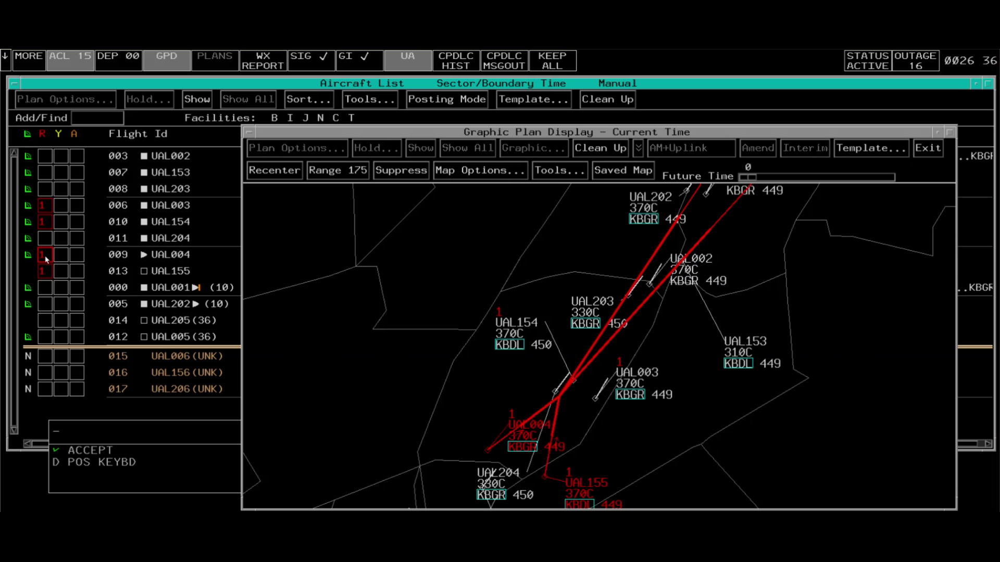 MORE ACL 15 DEP 00 GPD PLANS WX REPORT SIG ✓ GI ✓ UA CPDLC HIST CPDLC MSGOUT KEEP ALL STATUS ACTIVE OUTAGE 16 0026 36
Aircraft List Sector/Boundary Time Manual
Plan Options... Hold... Show Show All Sort... Tools... Posting Mode Template... Clean Up
Add/Find Facilities: B I J N C T
R Y A Flight Id
003 UAL002
007 UAL153
008 UAL203
1 006 UAL003
1 010 UAL154
011 UAL204
1 009 UAL004
1 013 UAL155
000 UAL001 (10)
005 UAL202 (10)
014 UAL205(36)
012 UAL005(36)
N 015 UAL006(UNK)
N 016 UAL156(UNK)
N 017 UAL206(UNK)
✓ ACCEPT
D POS KEYBD
Graphic Plan Display - Current Time
Plan Options... Hold... Show Show All Graphic... Clean Up AM+Uplink Amend Interim Template... Exit
Recenter Range 175 Suppress Map Options... Tools... Saved Map Future Time 0
KBGR 449
UAL202
370C
KBGR 449
UAL002
370C
KBGR 449
UAL203
330C
KBGR 450
1
UAL154
370C
KBDL 450
UAL153
310C
KBDL 449
1
UAL003
370C
KBGR 449
1
UAL004
370C
KBGR 449
UAL204
330C
KBGR 450
1
UAL155
370C
KBDL 449
..KBGR
..KBGR